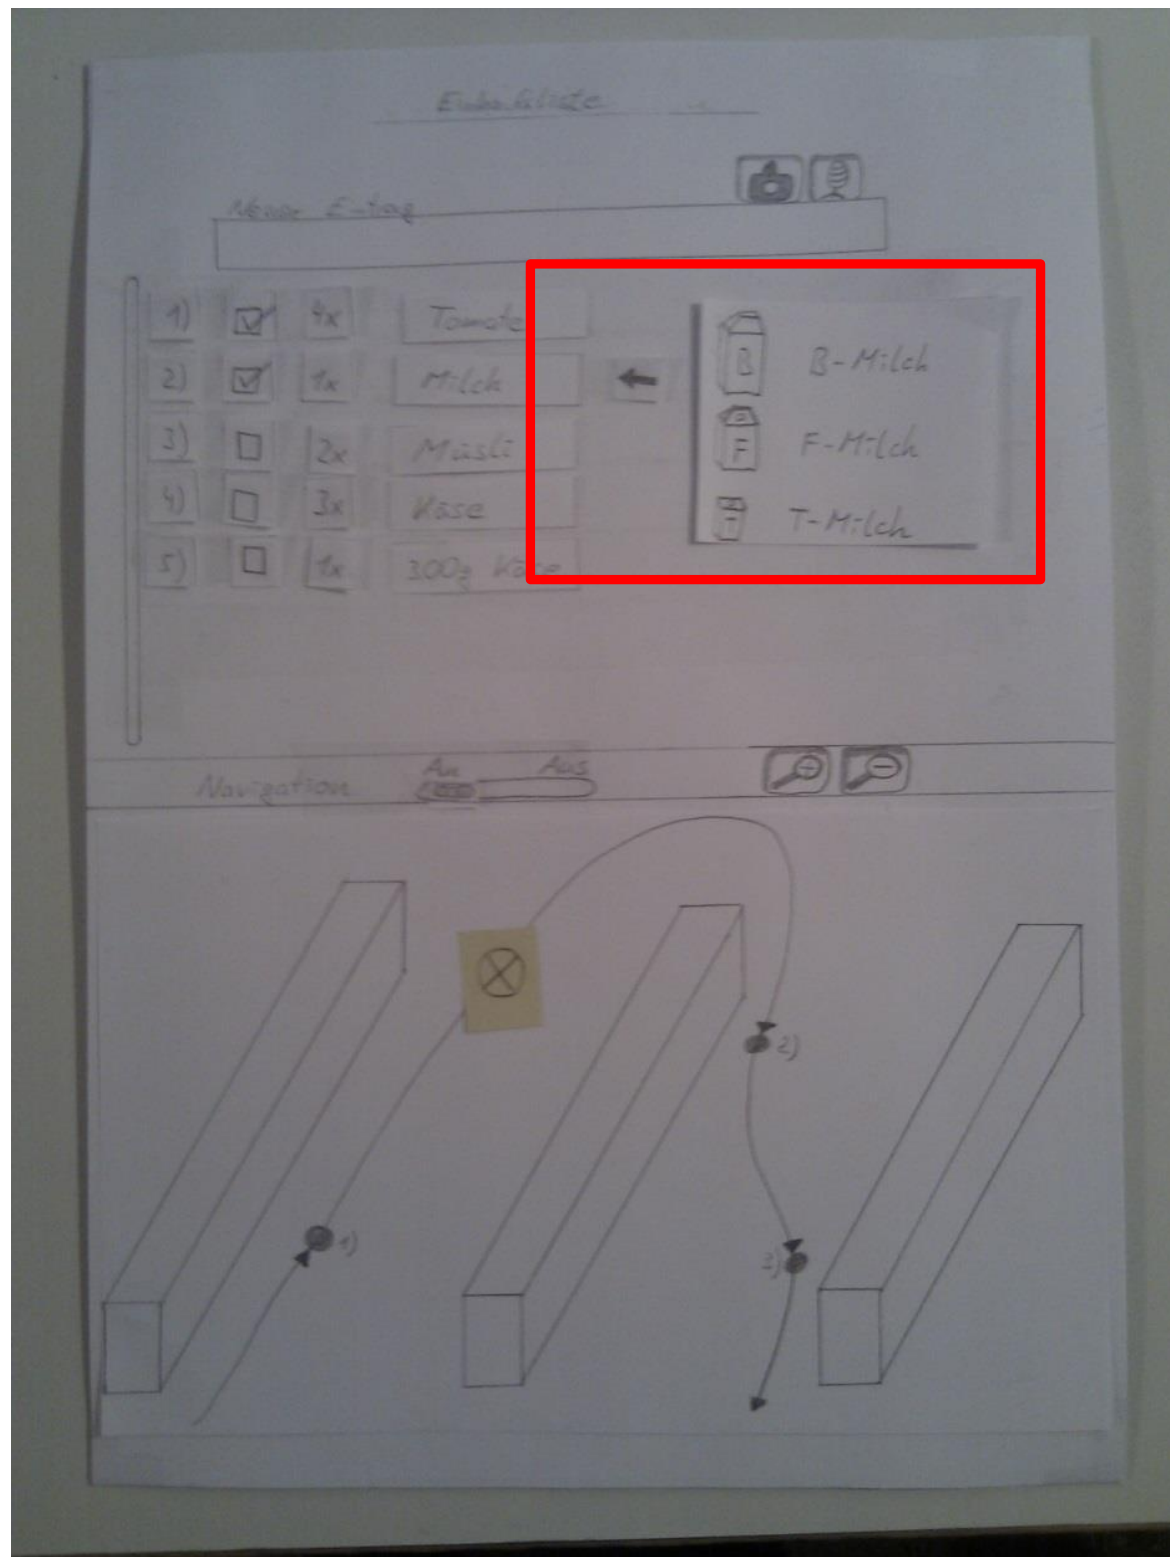 Einkaufsliste
Neuer Eintrag
1) 4x Tomate
2) 1x Milch
3) 2x Müsli
4) 3x Käse
5) 1x 300g Käse
B B-Milch
F F-Milch
T T-Milch
Navigation An Aus
2)
1)
3)